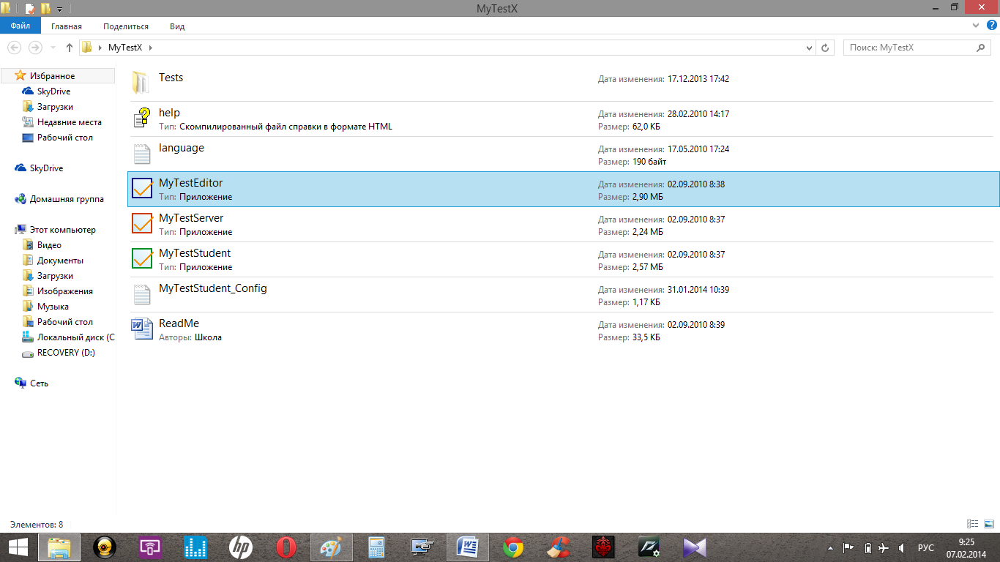 MyTestX
Файл Главная Поделиться Вид
MyTestX Поиск: MyTestX
Избранное
SkyDrive
Загрузки
Недавние места
Рабочий стол
SkyDrive
Домашняя группа
Этот компьютер
Видео
Документы
Загрузки
Изображения
Музыка
Рабочий стол
Локальный диск (C
RECOVERY (D:)
Сеть
Tests Дата изменения: 17.12.2013 17:42
help Дата изменения: 28.02.2010 14:17
Тип: Скомпилированный файл справки в формате HTML Размер: 62,0 КБ
language Дата изменения: 17.05.2010 17:24
Размер: 190 байт
MyTestEditor Дата изменения: 02.09.2010 8:38
Тип: Приложение Размер: 2,90 МБ
MyTestServer Дата изменения: 02.09.2010 8:37
Тип: Приложение Размер: 2,24 МБ
MyTestStudent Дата изменения: 02.09.2010 8:37
Тип: Приложение Размер: 2,57 МБ
MyTestStudent_Config Дата изменения: 31.01.2014 10:39
Размер: 1,17 КБ
ReadMe Дата изменения: 02.09.2010 8:39
Авторы: Школа Размер: 33,5 КБ
Элементов: 8
hp
РУС
9:25
07.02.2014